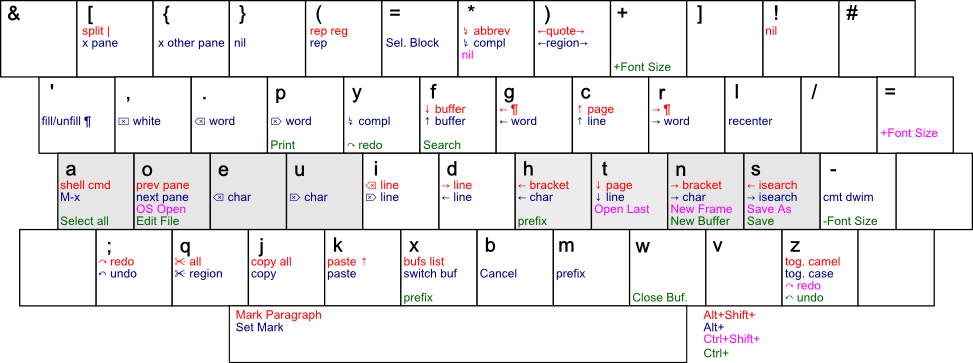 & [ { } ( = * ) + ] ! #
split | rep reg ␣ abbrev ←quote→ nil
x pane x other pane nil rep Sel. Block ␣ compl ←region→
nil
+Font Size
' , . p y f g c r l / =
↓ buffer ←¶ ↑ page →¶
fill/unfill ¶ ⌦ white ⌫ word ⌦ word ␣ compl ↑ buffer ← word ↑ line → word recenter
+Font Size
Print ↷ redo Search
a o e u i d h t n s -
shell cmd prev pane ⌫ line → line ← bracket ↓ page → bracket ← isearch
M-x next pane ⌫ char ⌦ char ⌦ line ← line ← char ↓ line → char → isearch cmt dwim
OS Open Open Last New Frame Save As
Select all Edit File prefix New Buffer Save -Font Size
; q j k x b m w v z
↷ redo ✀ all copy all paste ↑ bufs list tog. camel
↶ undo ✀ region copy paste switch buf Cancel prefix tog. case
↷ redo
prefix Close Buf. ↶ undo
Mark Paragraph Alt+Shift+
Set Mark Alt+
Ctrl+Shift+
Ctrl+